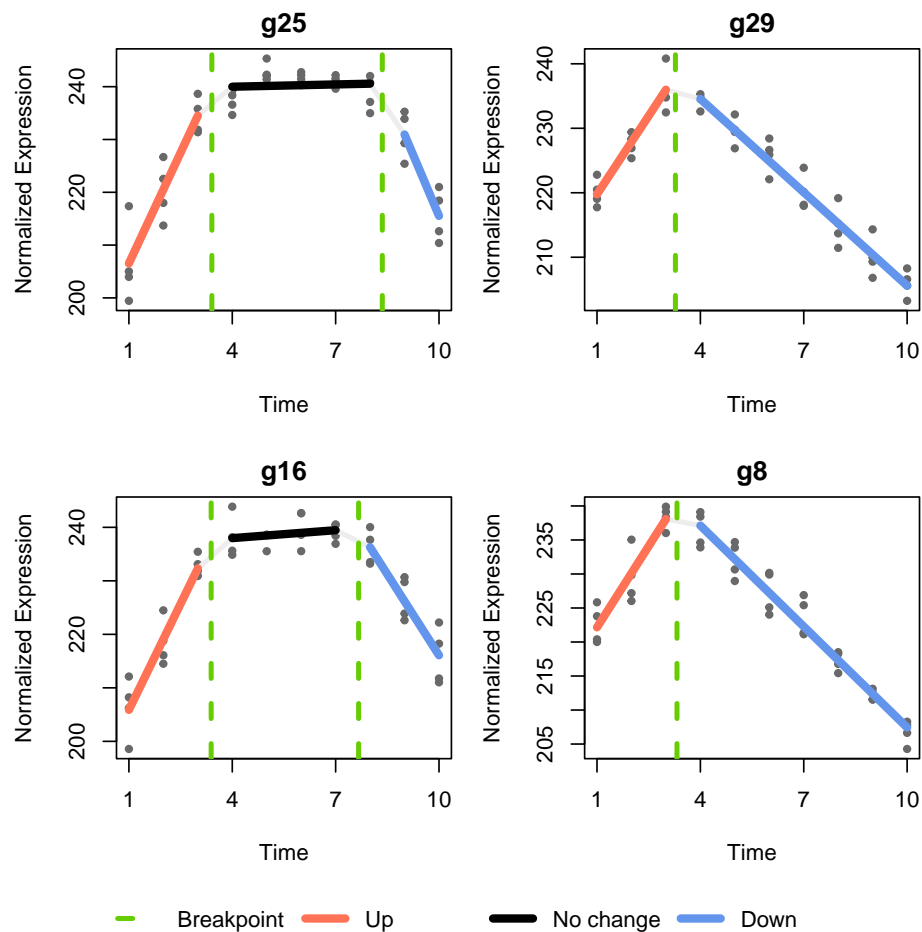 g25
Normalized Expression
200
220
240
1
4
7
10
Time
g29
Normalized Expression
210
220
230
240
1
4
7
10
Time
g16
Normalized Expression
200
220
240
1
4
7
10
Time
g8
Normalized Expression
205
215
225
235
1
4
7
10
Time
Breakpoint Up No change Down